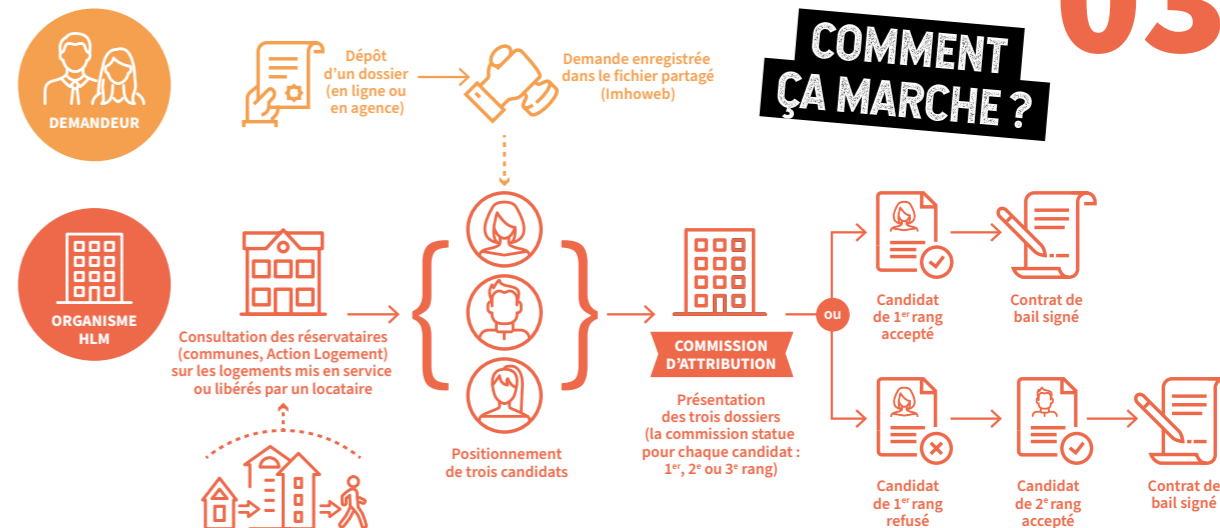 03
COMMENT
ÇA MARCHE ?
DEMANDEUR
Dépôt
d'un dossier
(en ligne ou
en agence)
Demande enregistrée
dans le fichier partagé
(Imhoweb)
ORGANISME
HLM
Consultation des réservataires
(communes, Action Logement)
sur les logements mis en service
ou libérés par un locataire
Positionnement
de trois candidats
COMMISSION
D'ATTRIBUTION
Présentation
des trois dossiers
(la commission statue
pour chaque candidat :
1er, 2e ou 3e rang)
ou
Candidat
de 1er rang
accepté
Contrat de
bail signé
Candidat
de 1er rang
refusé
Candidat
de 2e rang
accepté
Contrat de
bail signé